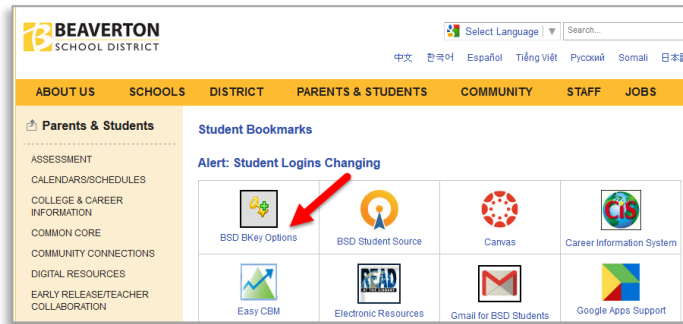 BEAVERTON
SCHOOL DISTRICT
Select Language ▼
Search...
中文 한국어 Español Tiếng Việt Русский Somali 日本
ABOUT US SCHOOLS DISTRICT PARENTS & STUDENTS COMMUNITY STAFF JOBS
Parents & Students
ASSESSMENT
CALENDARS/SCHEDULES
COLLEGE & CAREER
INFORMATION
COMMON CORE
COMMUNITY CONNECTIONS
DIGITAL RESOURCES
EARLY RELEASE/TEACHER
COLLABORATION
Student Bookmarks
Alert: Student Logins Changing
BSD BKey Options
BSD Student Source
Canvas
CIS
Career Information System
Easy CBM
READ
Electronic Resources
Gmail for BSD Students
Google Apps Support